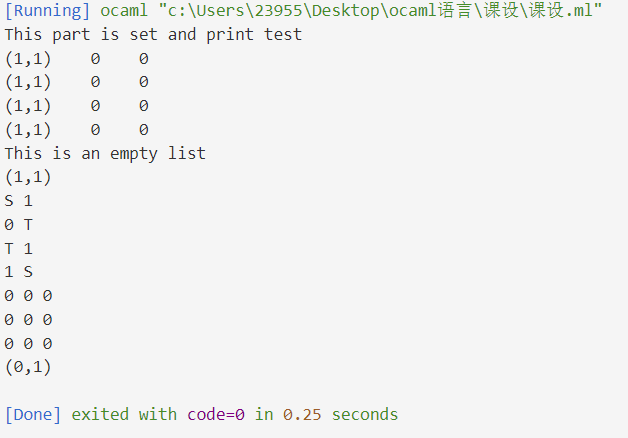 [Running] ocaml "c:\Users\23955\Desktop\ocaml语言\课设\课设.ml"
This part is set and print test
(1,1)    0    0
(1,1)    0    0
(1,1)    0    0
(1,1)    0    0
This is an empty list
(1,1)
S 1
0 T
T 1
1 S
0 0 0
0 0 0
0 0 0
(0,1)
[Done] exited with code=0 in 0.25 seconds